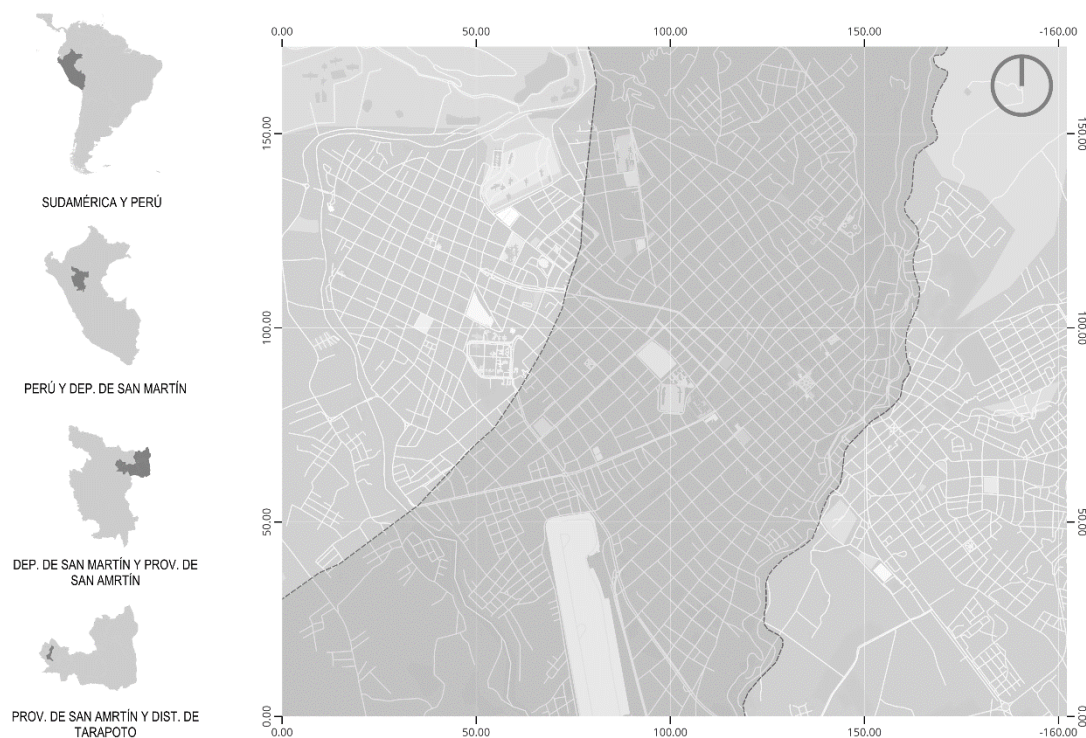 SUDAMÉRICA Y PERÚ
PERÚ Y DEP. DE SAN MARTÍN
DEP. DE SAN MARTÍN Y PROV. DE
SAN AMRTÍN
PROV. DE SAN AMRTÍN Y DIST. DE
TARAPOTO
0.00 50.00 100.00 150.00 -160.00
150.00 150.00
100.00 100.00
50.00 50.00
0.00 0.00
0.00 50.00 100.00 150.00 -160.00